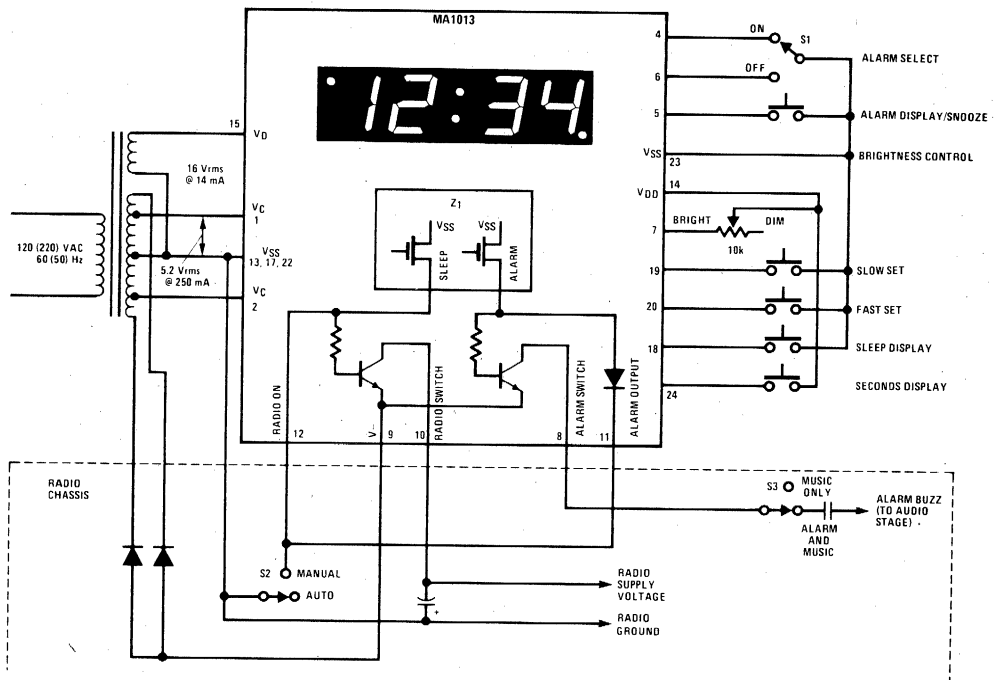 MA1013
12:34
4
ON
S1
ALARM SELECT
6
OFF
5
ALARM DISPLAY/SNOOZE
VSS
23
BRIGHTNESS CONTROL
VDD
14
7
BRIGHT
DIM
10k
19
SLOW SET
20
FAST SET
18
SLEEP DISPLAY
24
SECONDS DISPLAY
15
VD
16 Vrms
@ 14 mA
VC
1
120 (220) VAC
60 (50) Hz
VSS
13, 17, 22
5.2 Vrms
@ 250 mA
VC
2
Z1
VSS
VSS
SLEEP
ALARM
RADIO ON
12
V−
9
10
RADIO SWITCH
8
ALARM SWITCH
11
ALARM OUTPUT
RADIO
CHASSIS
S3
MUSIC
ONLY
ALARM
AND
MUSIC
ALARM BUZZ
(TO AUDIO
STAGE)
S2
MANUAL
AUTO
+
RADIO
SUPPLY
VOLTAGE
RADIO
GROUND